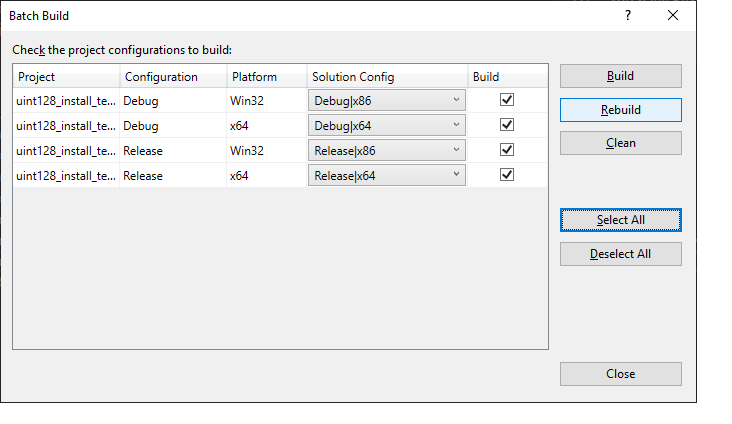 Batch Build
?
Check the project configurations to build:
Project Configuration Platform Solution Config Build
uint128_install_te... Debug Win32 Debug|x86
uint128_install_te... Debug x64 Debug|x64
uint128_install_te... Release Win32 Release|x86
uint128_install_te... Release x64 Release|x64
Build
Rebuild
Clean
Select All
Deselect All
Close